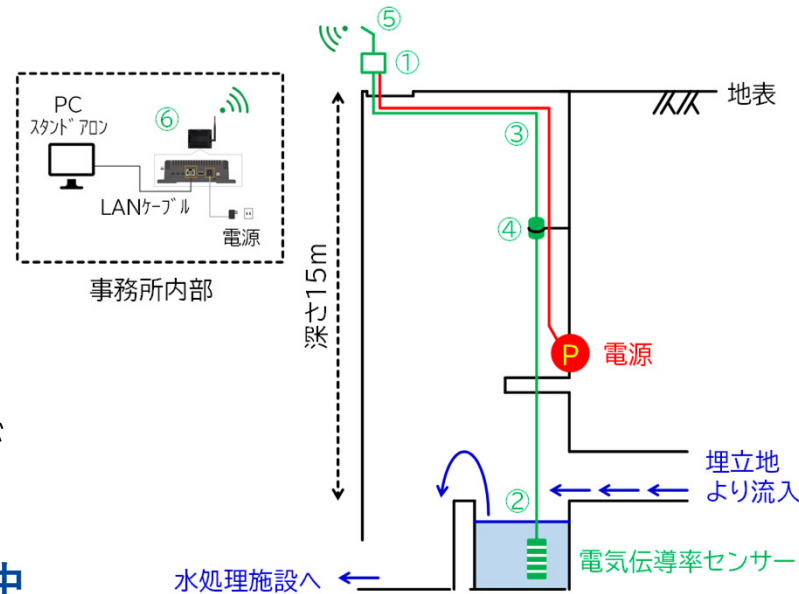 ⑤
①
地表
PC
スタンドアロン
⑥
③
LANケーブル
④
電源
事務所内部
深さ15m
P
電源
埋立地
より流入
②
電気伝導率センサー
水処理施設へ